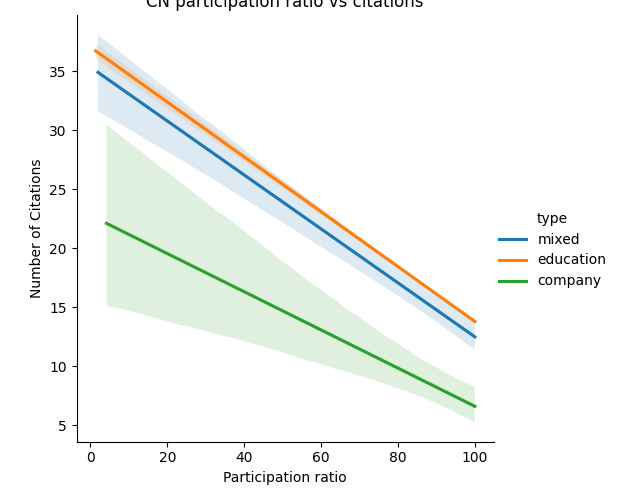 CN participation ratio vs citations
35
30
25
20
15
10
5
Number of Citations
0 20 40 60 80 100
Participation ratio
type
mixed
education
company